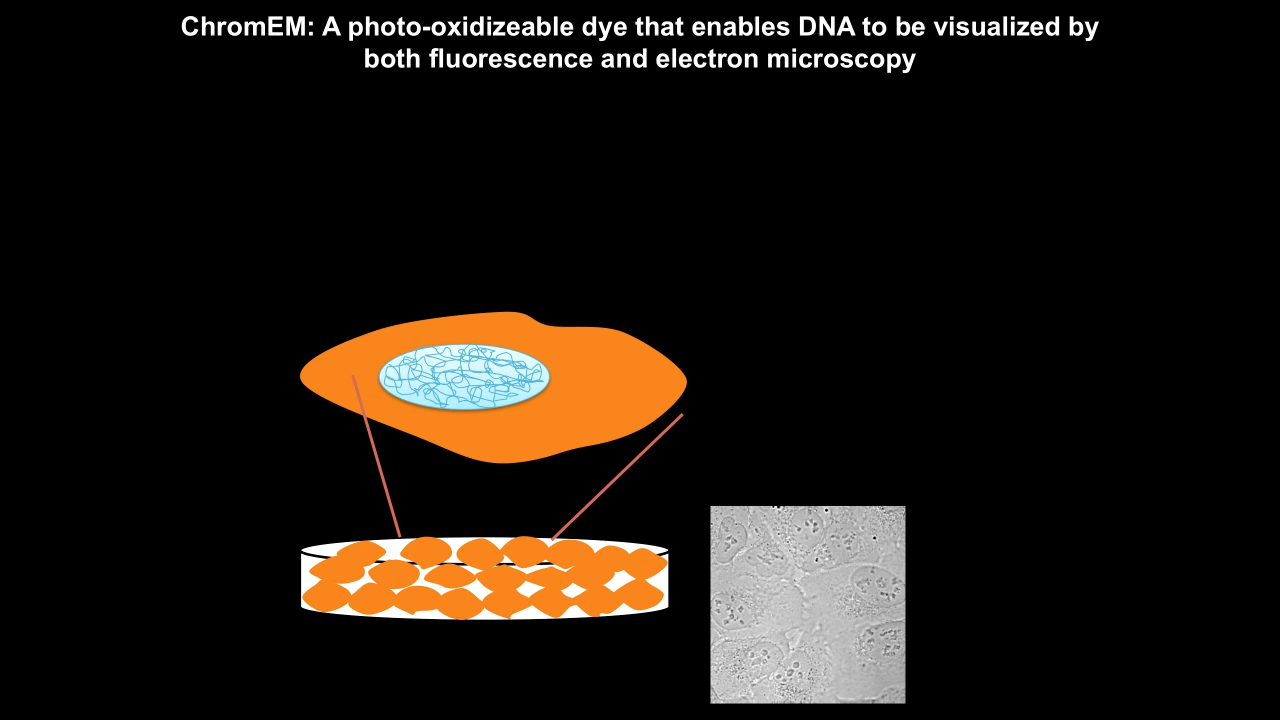 ChromEM: A photo-oxidizeable dye that enables DNA to be visualized by
both fluorescence and electron microscopy